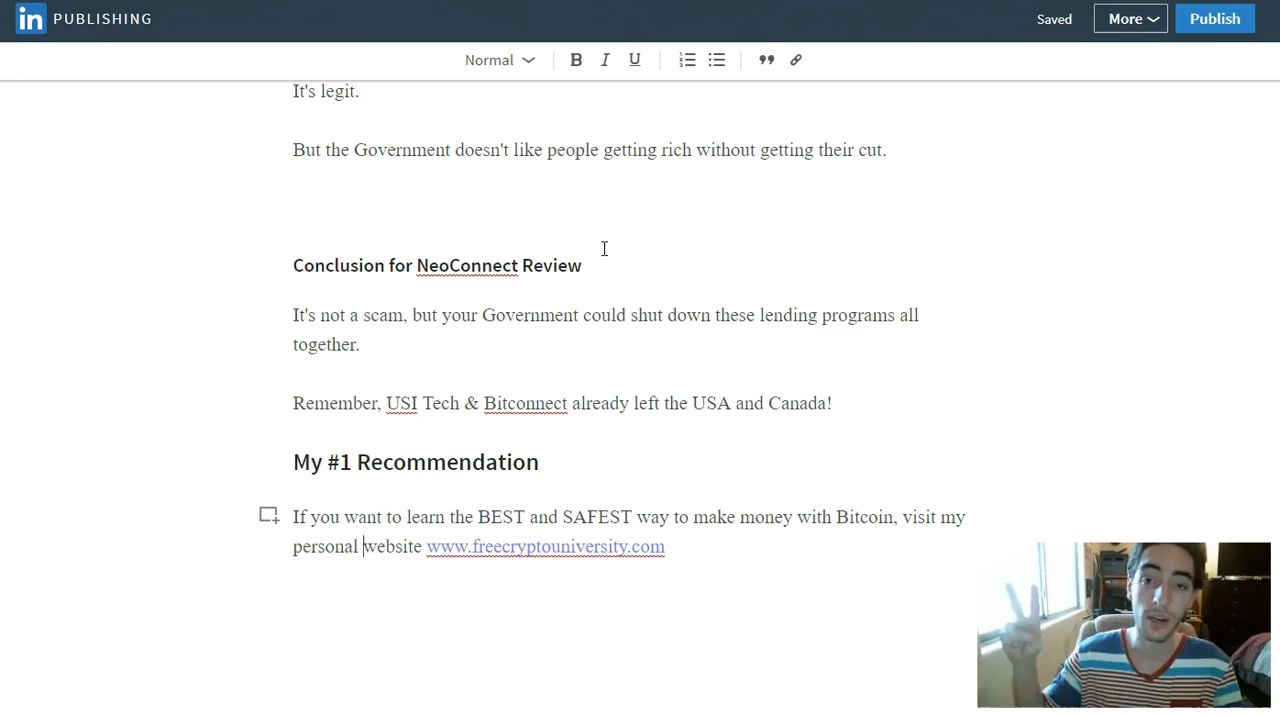 in PUBLISHING
Saved
More
Publish
Normal
B I U
It's legit.
But the Government doesn't like people getting rich without getting their cut.
Conclusion for NeoConnect Review
It's not a scam, but your Government could shut down these lending programs all
together.
Remember, USI Tech & Bitconnect already left the USA and Canada!
My #1 Recommendation
If you want to learn the BEST and SAFEST way to make money with Bitcoin, visit my
personal website www.freecryptouniversity.com